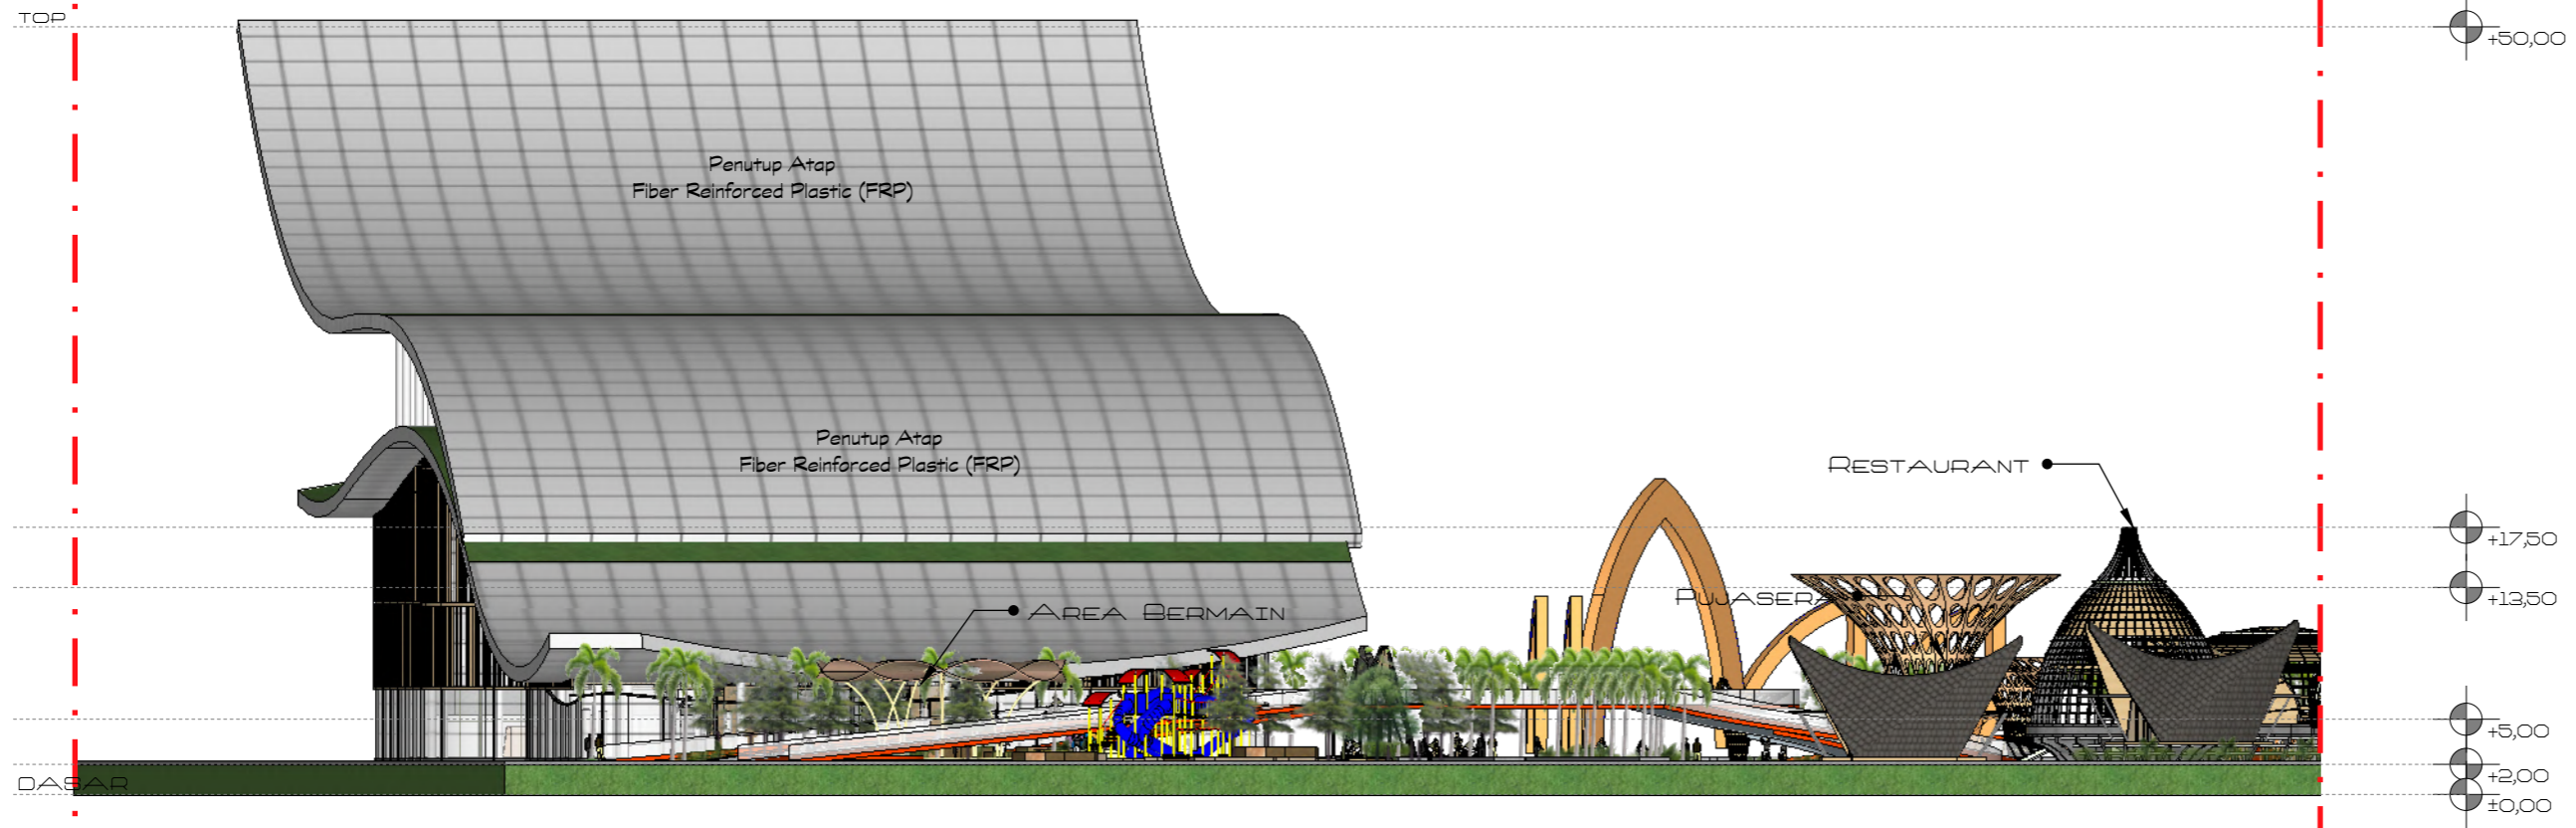 TOP
+50,00
Penutup Atap
Fiber Reinforced Plastic (FRP)
Penutup Atap
Fiber Reinforced Plastic (FRP)
RESTAURANT
+17,50
PUJASERA
+13,50
AREA BERMAIN
+5,00
+2,00
DASAR
±0,00